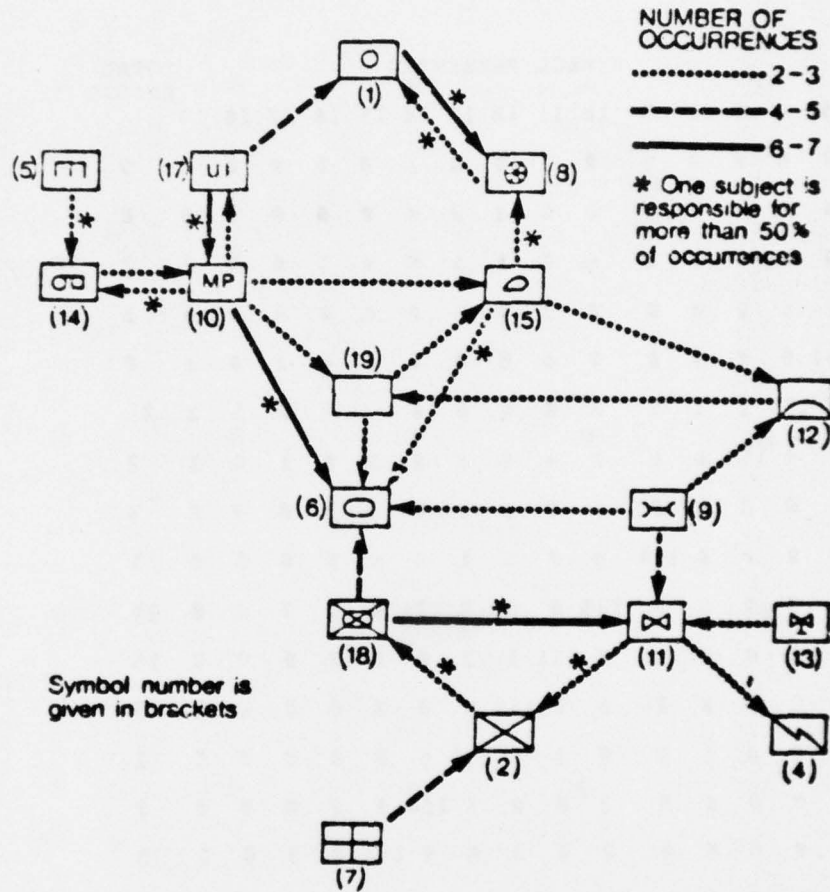 NUMBER OF
OCCURRENCES
2-3
4-5
6-7
* One subject is
responsible for
more than 50%
of occurrences
(1)
(5)
(17)
U I
(8)
(14)
MP
(10)
(15)
(19)
(12)
(6)
(9)
(18)
(11)
(13)
Symbol number is
given in brackets
(2)
(4)
(7)